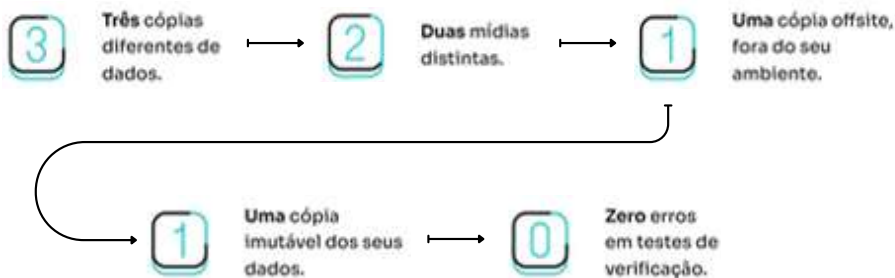 3
Três cópias
diferentes de
dados.
2
Duas mídias
distintas.
1
Uma cópia offsite,
fora do seu
ambiente.
1
Uma cópia
imutável dos seus
dados.
0
Zero erros
em testes de
verificação.